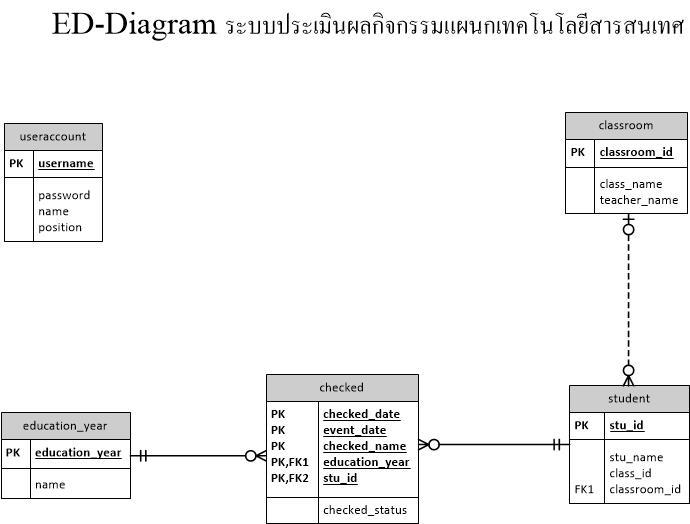 ED-Diagram ระบบประเมินผลกิจกรรมแผนกเทคโนโลยีสารสนเทศ
useraccount
PK username
password
name
position
classroom
PK classroom_id
class_name
teacher_name
checked
PK checked_date
PK event_date
PK checked_name
PK,FK1 education_year
PK,FK2 stu_id
checked_status
education_year
PK education_year
name
student
PK stu_id
stu_name
class_id
FK1 classroom_id